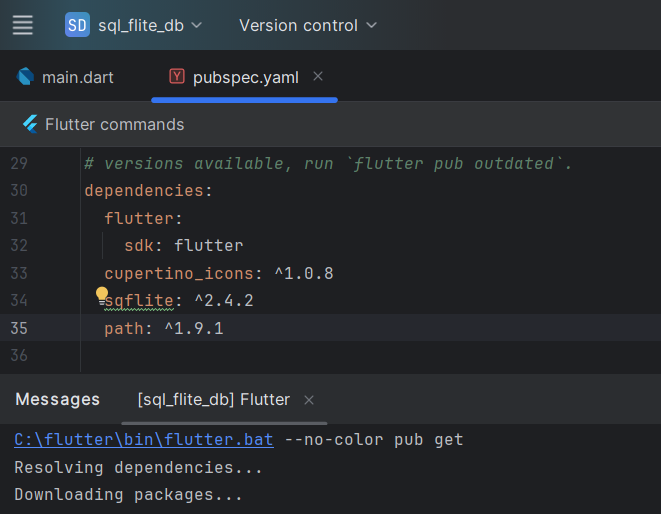 SD sql_flite_db Version control
main.dart pubspec.yaml
Flutter commands
29 # versions available, run `flutter pub outdated`.
30 dependencies:
31 flutter:
32 sdk: flutter
33 cupertino_icons: ^1.0.8
34 sqflite: ^2.4.2
35 path: ^1.9.1
36
Messages [sql_flite_db] Flutter
C:\flutter\bin\flutter.bat --no-color pub get
Resolving dependencies...
Downloading packages...